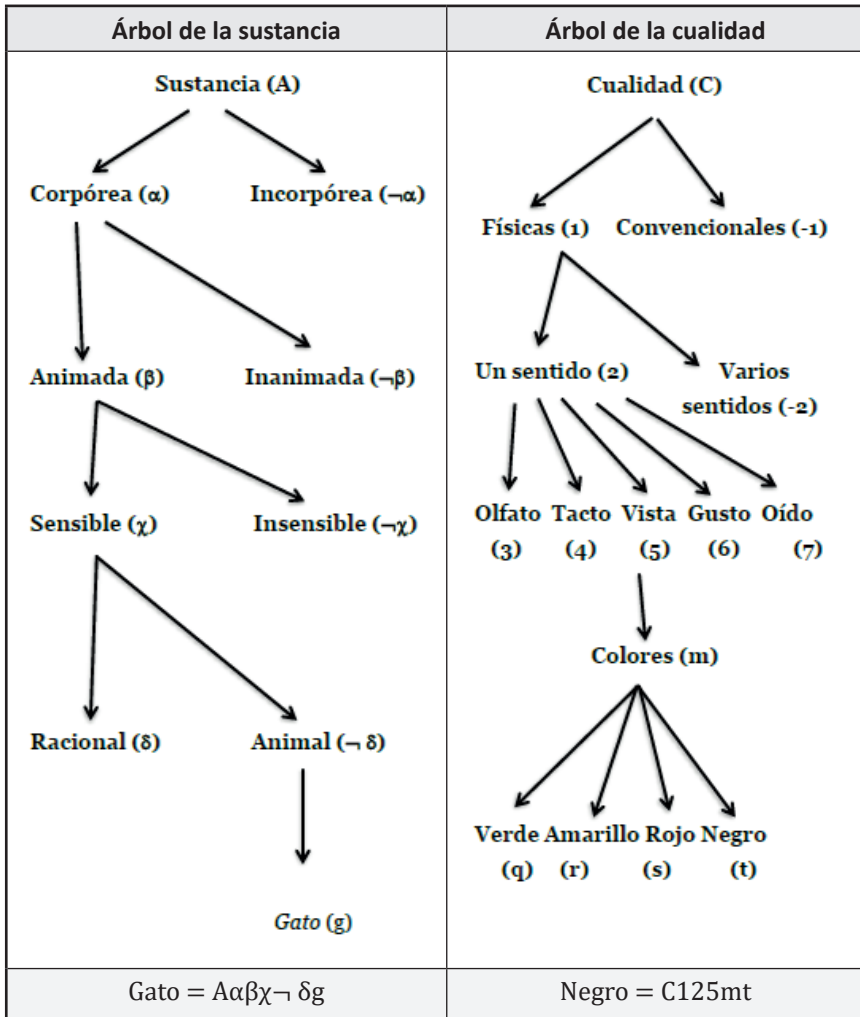 Árbol de la sustancia
Sustancia (A)
Corpórea (α) Incorpórea (¬α)
Animada (β) Inanimada (¬β)
Sensible (χ) Insensible (¬χ)
Racional (δ) Animal (¬ δ)
Gato (g)
Gato = Aαβχ¬ δg
Árbol de la cualidad
Cualidad (C)
Físicas (1) Convencionales (-1)
Un sentido (2) Varios
sentidos (-2)
Olfato Tacto Vista Gusto Oído
(3) (4) (5) (6) (7)
Colores (m)
Verde Amarillo Rojo Negro
(q) (r) (s) (t)
Negro = C125mt